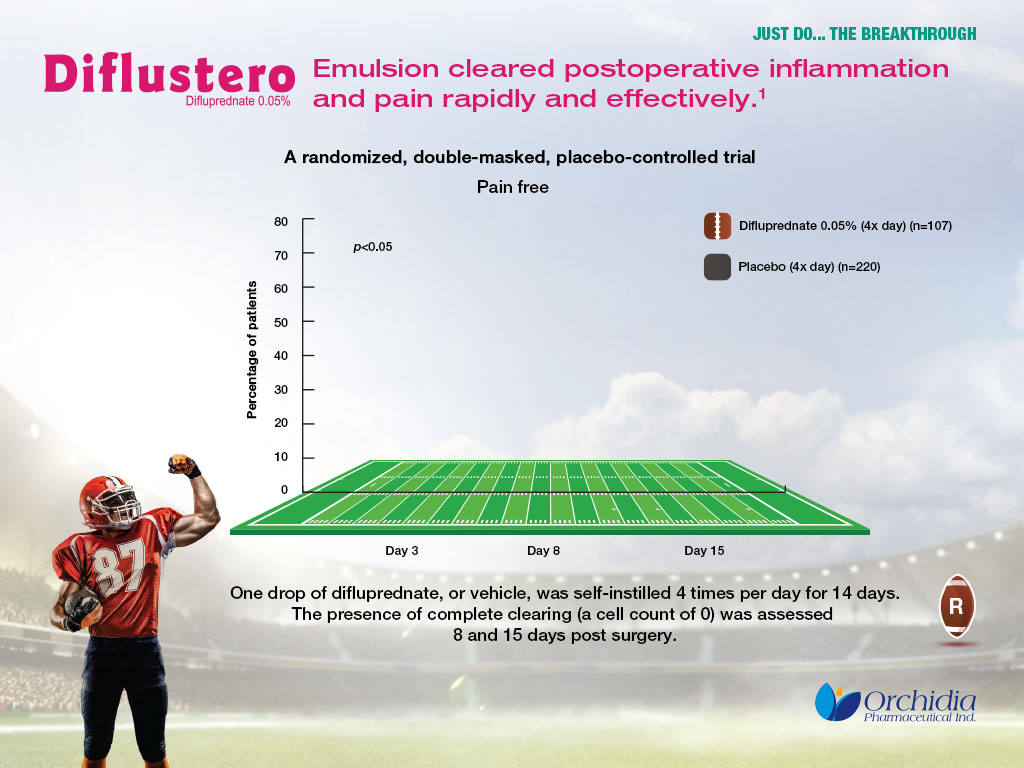 JUST DO... THE BREAKTHROUGH
Diflustero
Difluprednate 0.05%
Emulsion cleared postoperative inflammation
and pain rapidly and effectively.1
A randomized, double-masked, placebo-controlled trial
Pain free
80
70
60
50
40
30
20
10
0
Percentage of patients
p<0.05
Difluprednate 0.05% (4x day) (n=107)
Placebo (4x day) (n=220)
Day 3 Day 8 Day 15
87
One drop of difluprednate, or vehicle, was self-instilled 4 times per day for 14 days.
The presence of complete clearing (a cell count of 0) was assessed
8 and 15 days post surgery.
R
Orchidia
Pharmaceutical Ind.